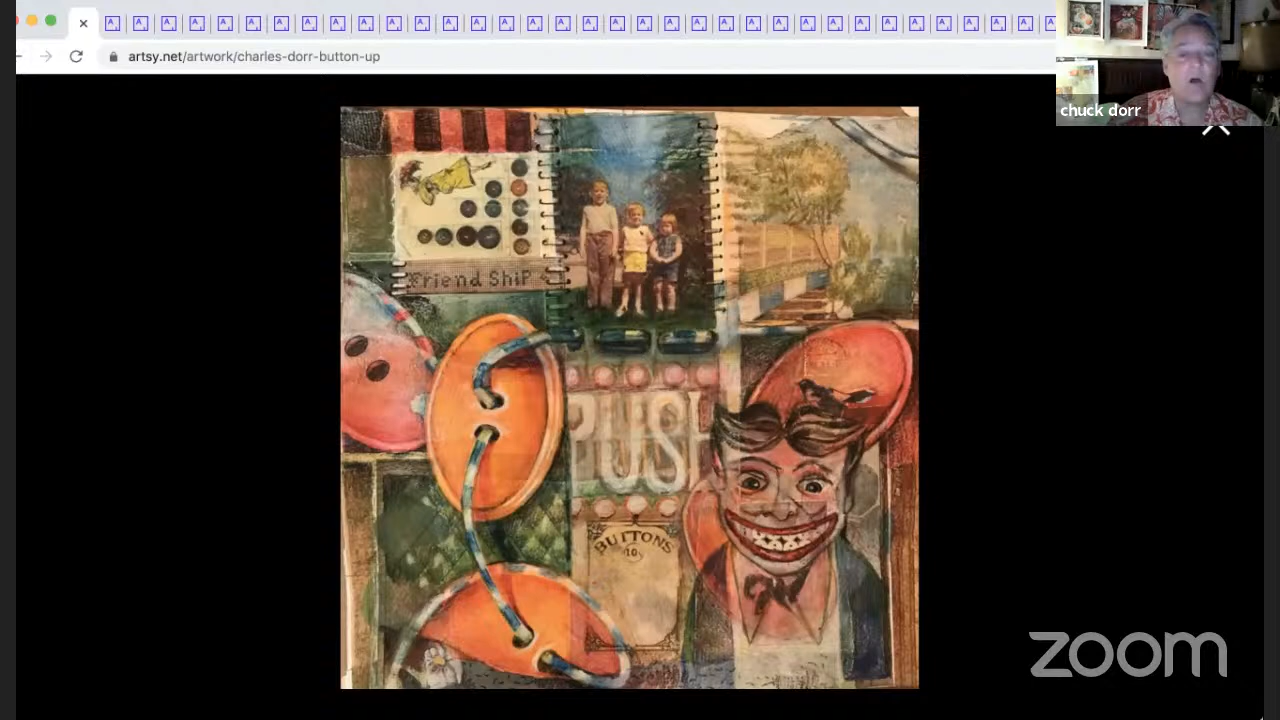 artsy.net/artwork/charles-dorr-button-up
chuck dorr
Friend ShiP
PUSH
BUTTONS
10¢
zoom